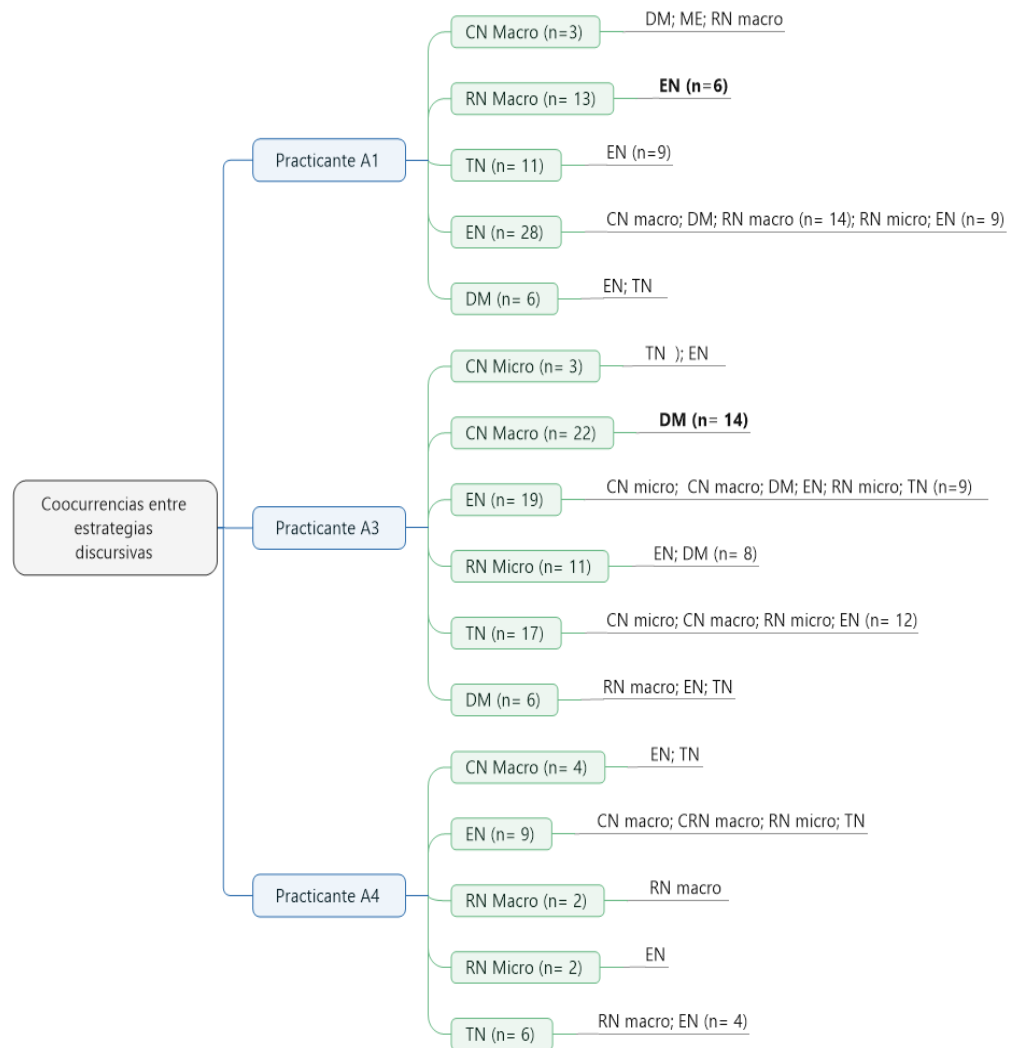 Coocurrencias entre
estrategias
discursivas
Practicante A1
CN Macro (n=3)
DM; ME; RN macro
RN Macro (n= 13)
EN (n=6)
TN (n= 11)
EN (n=9)
EN (n= 28)
CN macro; DM; RN macro (n= 14); RN micro; EN (n= 9)
DM (n= 6)
EN; TN
Practicante A3
CN Micro (n= 3)
TN  ); EN
CN Macro (n= 22)
DM (n= 14)
EN (n= 19)
CN micro;  CN macro; DM; EN; RN micro; TN (n=9)
RN Micro (n= 11)
EN; DM (n= 8)
TN (n= 17)
CN micro; CN macro; RN micro; EN (n= 12)
DM (n= 6)
RN macro; EN; TN
Practicante A4
CN Macro (n= 4)
EN; TN
EN (n= 9)
CN macro; CRN macro; RN micro; TN
RN Macro (n= 2)
RN macro
RN Micro (n= 2)
EN
TN (n= 6)
RN macro; EN (n= 4)